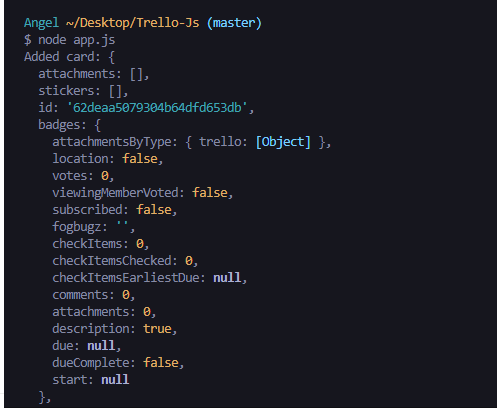 Angel ~/Desktop/Trello-Js (master)
$ node app.js
Added card: {
  attachments: [],
  stickers: [],
  id: '62deaa5079304b64dfd653db',
  badges: {
    attachmentsByType: { trello: [Object] },
    location: false,
    votes: 0,
    viewingMemberVoted: false,
    subscribed: false,
    fogbugz: '',
    checkItems: 0,
    checkItemsChecked: 0,
    checkItemsEarliestDue: null,
    comments: 0,
    attachments: 0,
    description: true,
    due: null,
    dueComplete: false,
    start: null
  },